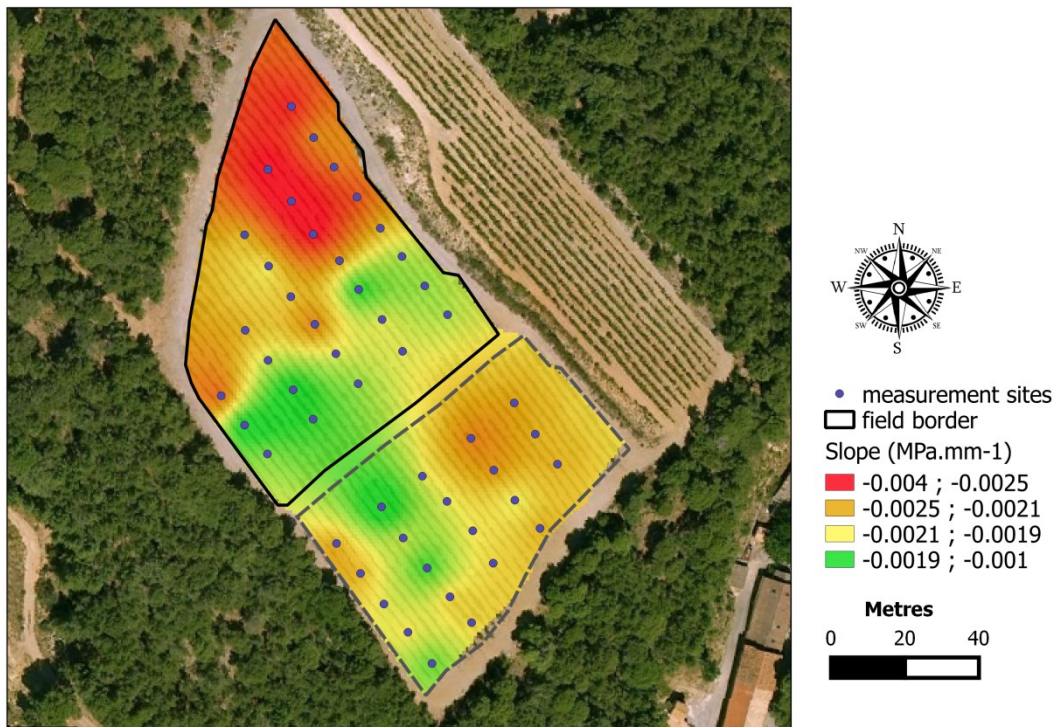 N
NW
NE
W
E
SW
SE
S
measurement sites
field border
Slope (MPa.mm-1)
-0.004 ; -0.0025
-0.0025 ; -0.0021
-0.0021 ; -0.0019
-0.0019 ; -0.001
Metres
0 20 40